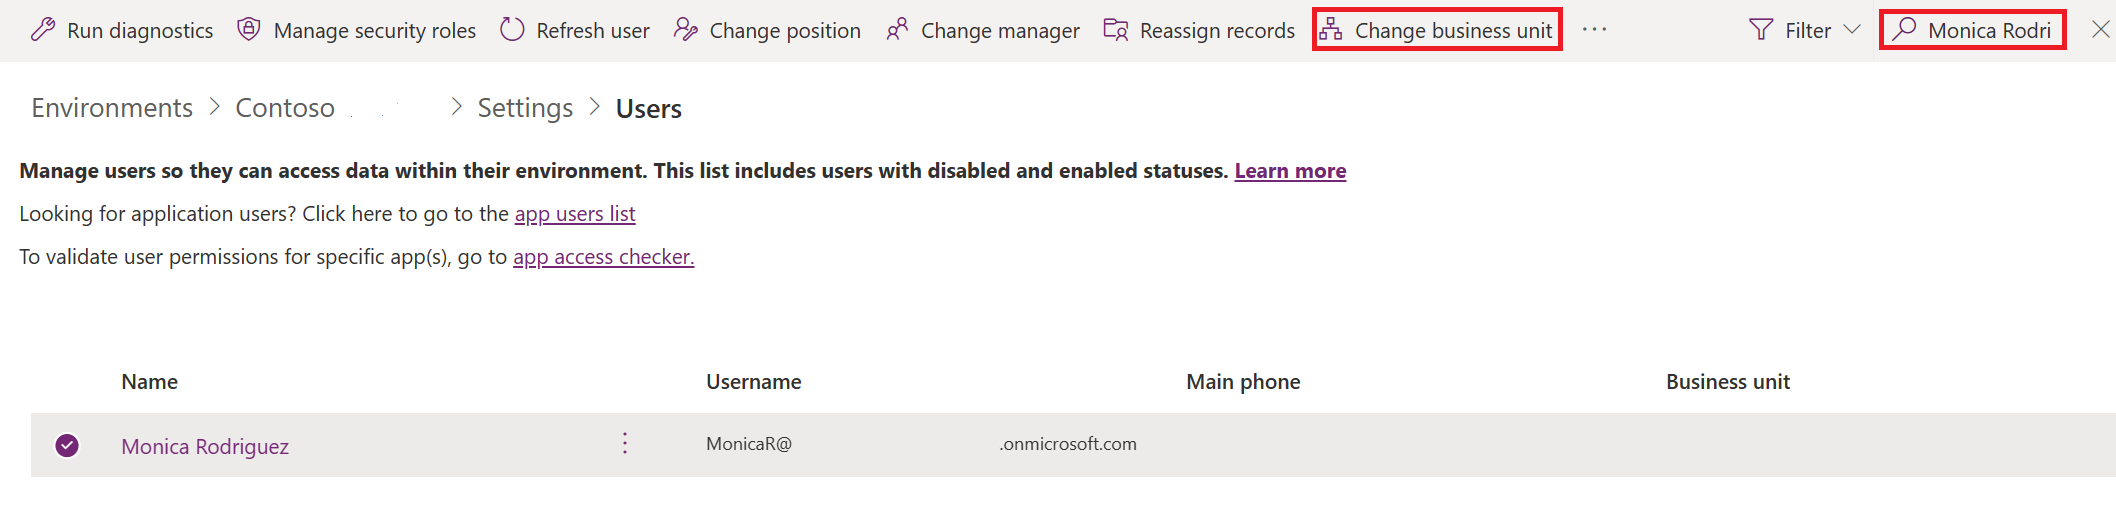 Run diagnostics Manage security roles Refresh user Change position Change manager Reassign records Change business unit ··· Filter Monica Rodri
Environments > Contoso > Settings > Users
Manage users so they can access data within their environment. This list includes users with disabled and enabled statuses. Learn more
Looking for application users? Click here to go to the app users list
To validate user permissions for specific app(s), go to app access checker.
Name Username Main phone Business unit
Monica Rodriguez MonicaR@ .onmicrosoft.com